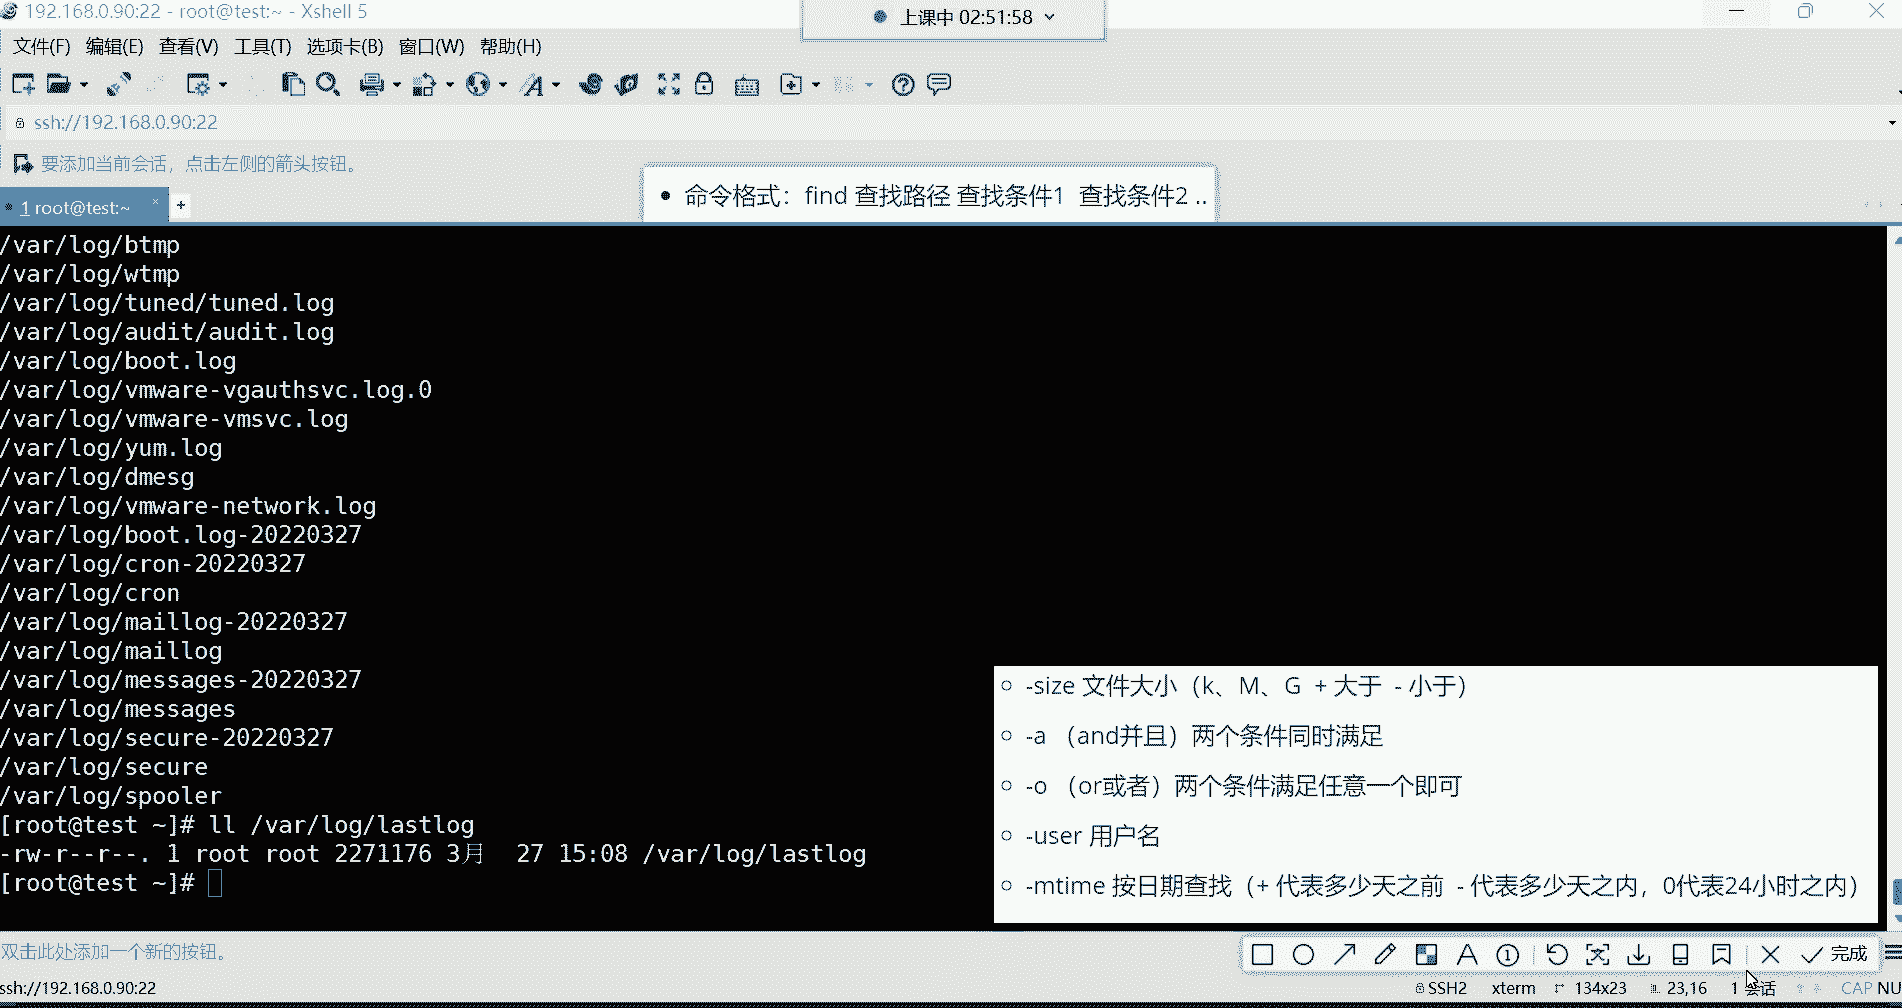 192.168.0.90:22 - root@test:~ - Xshell 5
上课中 02:51:58
文件(F) 编辑(E) 查看(V) 工具(T) 选项卡(B) 窗口(W) 帮助(H)
ssh://192.168.0.90:22
要添加当前会话，点击左侧的箭头按钮。
• 命令格式：find 查找路径 查找条件1 查找条件2 ..
1 root@test:~ × +
/var/log/btmp
/var/log/wtmp
/var/log/tuned/tuned.log
/var/log/audit/audit.log
/var/log/boot.log
/var/log/vmware-vgauthsvc.log.0
/var/log/vmware-vmsvc.log
/var/log/yum.log
/var/log/dmesg
/var/log/vmware-network.log
/var/log/boot.log-20220327
/var/log/cron-20220327
/var/log/cron
/var/log/maillog-20220327
/var/log/maillog
/var/log/messages-20220327
/var/log/messages
/var/log/secure-20220327
/var/log/secure
/var/log/spooler
[root@test ~]# ll /var/log/lastlog
-rw-r--r--. 1 root root 2271176 3月 27 15:08 /var/log/lastlog
[root@test ~]#
○ -size 文件大小（k、M、G + 大于 - 小于）
○ -a （and并且）两个条件同时满足
○ -o （or或者）两个条件满足任意一个即可
○ -user 用户名
○ -mtime 按日期查找（+ 代表多少天之前 - 代表多少天之内，0代表24小时之内）
双击此处添加一个新的按钮。
完成
ssh://192.168.0.90:22
SSH2 xterm 134x23 23,16 1 会话 CAP NU